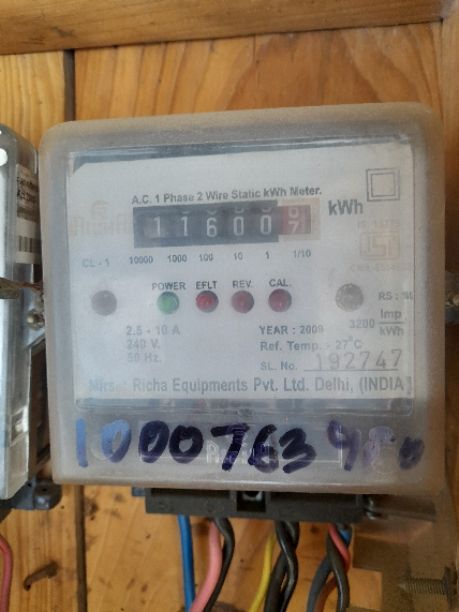 A.C. 1 Phase 2 Wire Static kWh Meter.
116007 kWh
CL - 1 10000 1000 100 10 1 1/10
POWER EFLT REV. CAL.
2.5 - 10 A
240 V.
50 Hz.
YEAR : 2009
Ref. Temp. - 27°C
SL. No. 192747
3200 Imp/kWh
Mfrs.: Richa Equipments Pvt. Ltd. Delhi, (INDIA)